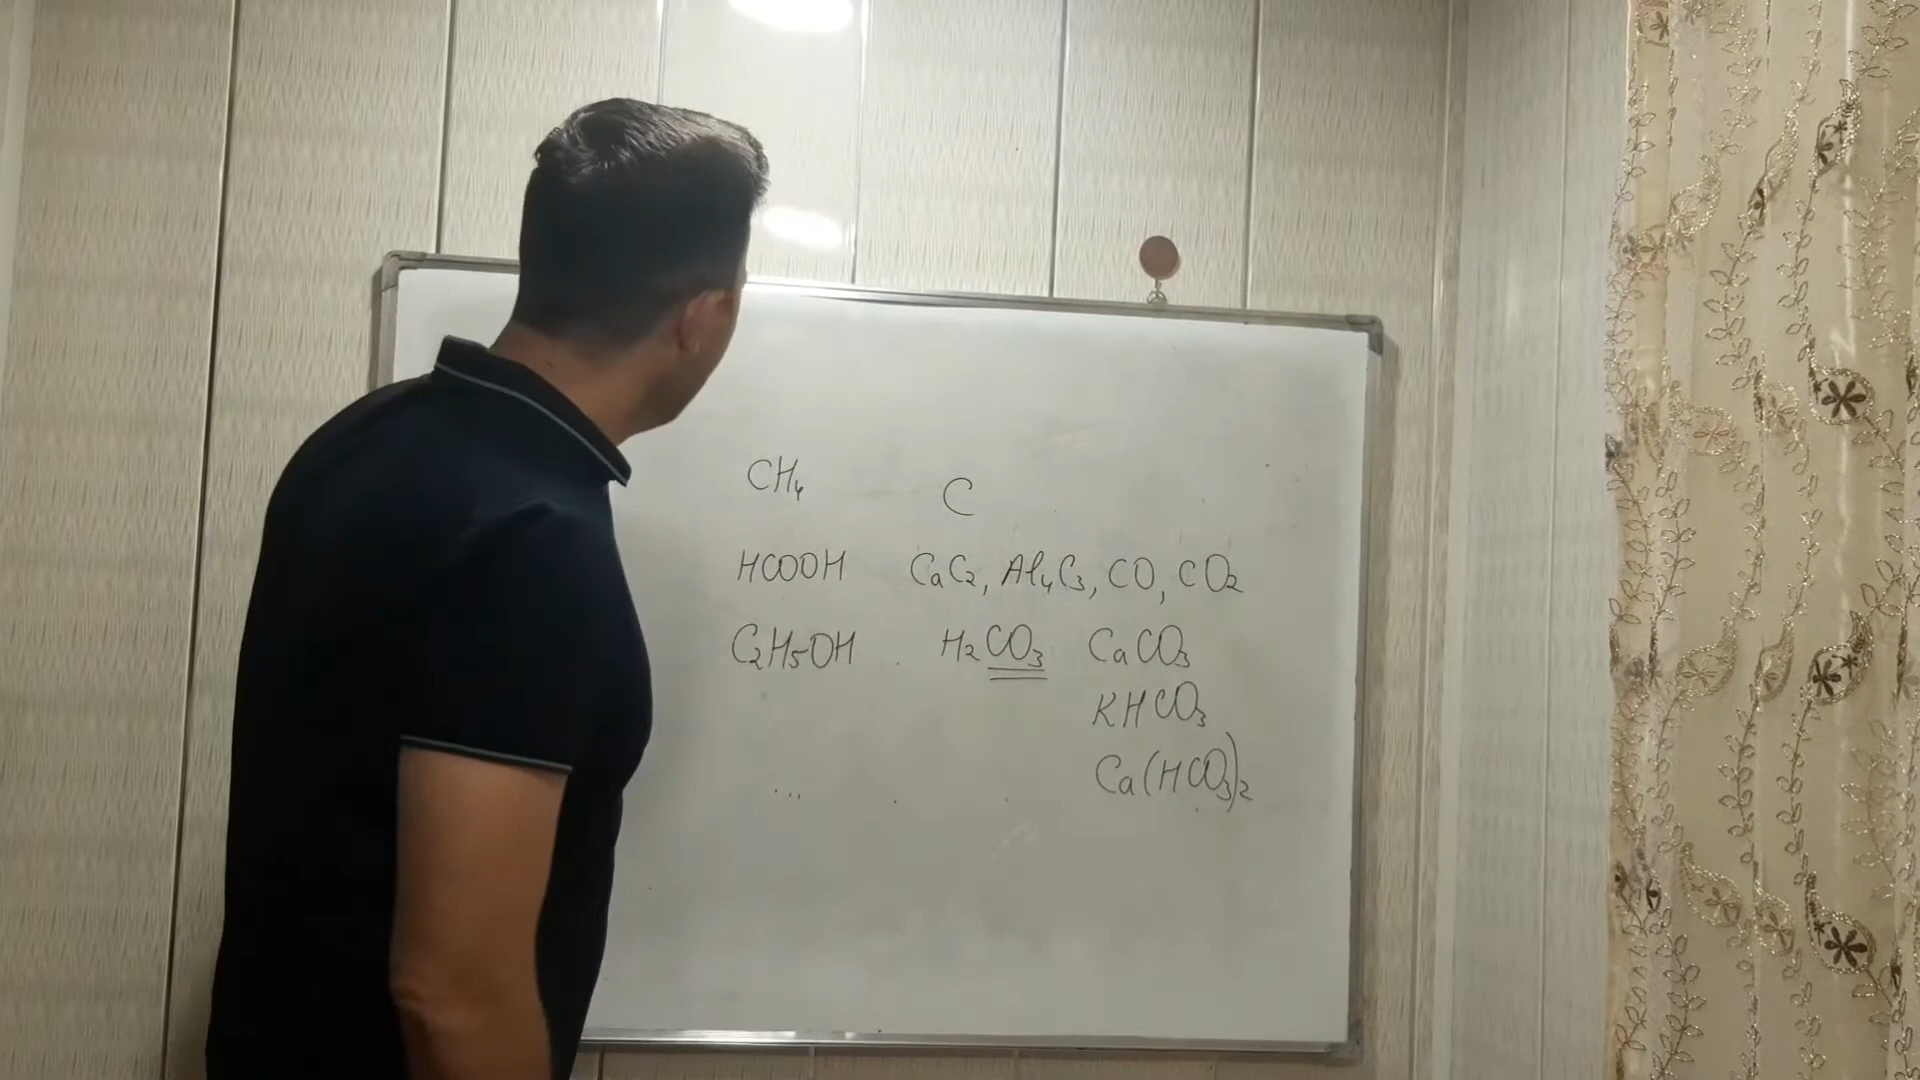 CH₄ C
HCOOH CaC₂, Al₄C₃, CO, CO₂
C₂H₅OH H₂CO₃ CaCO₃
KHCO₃
... Ca(HCO₃)₂